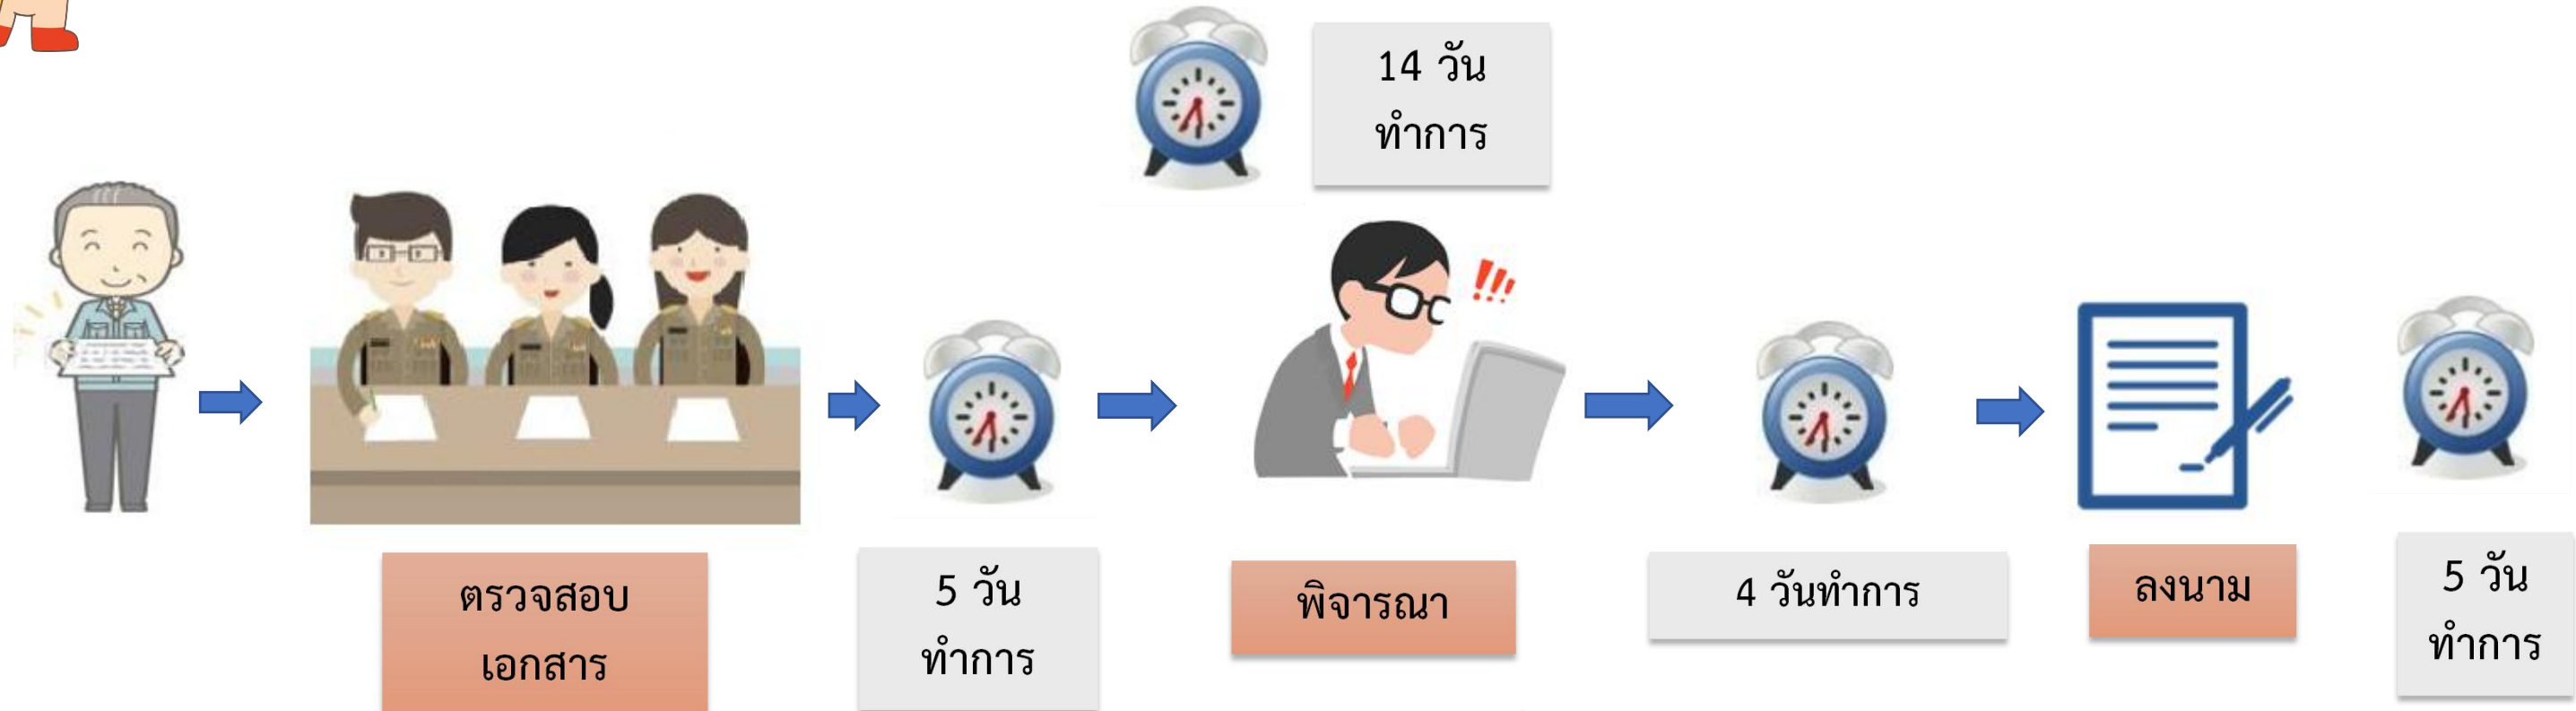 14 วัน
ทำการ
ตรวจสอบ
เอกสาร
5 วัน
ทำการ
พิจารณา
4 วันทำการ
ลงนาม
5 วัน
ทำการ